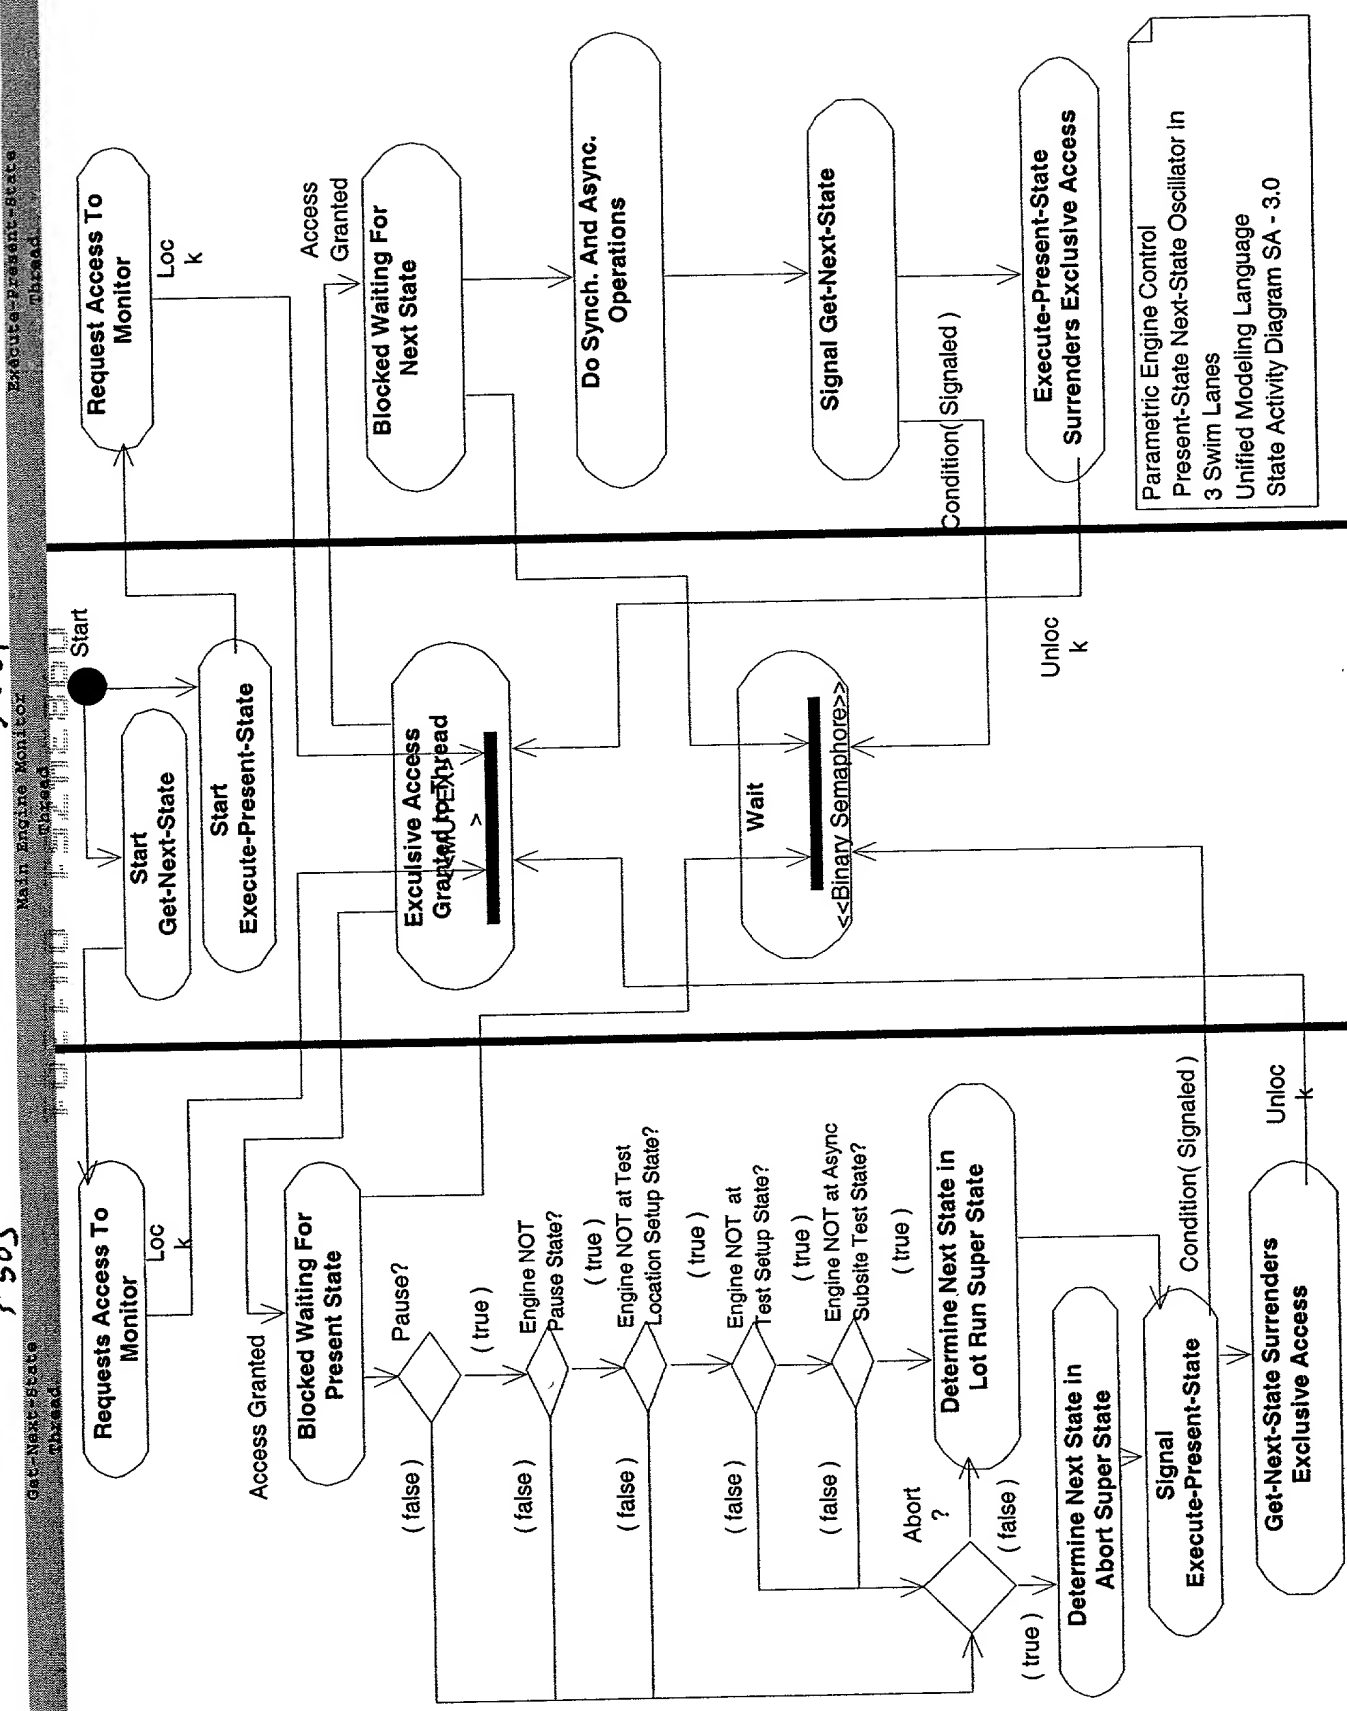 Get-Next-State
Thread
Main Engine Monitor
Thread
Execute-Present-State
Thread
Start
Start
Get-Next-State
Start
Execute-Present-State
Requests Access To
Monitor
Loc
k
Request Access To
Monitor
Loc
k
Access Granted
Blocked Waiting For
Present State
Exculsive Access
Granted to Thread
<<MUTEX>
>
Access
Granted
Blocked Waiting For
Next State
Pause?
( false )
( true )
Engine NOT
Pause State?
( false )
( true )
Engine NOT at Test
Location Setup State?
( false )
( true )
Engine NOT at
Test Setup State?
( false )
( true )
Engine NOT at Async
Subsite Test State?
( false )
( true )
Wait
<<Binary Semaphore>>
Do Synch. And Async.
Operations
Signal Get-Next-State
Condition( Signaled )
Abort
?
( false )
( true )
Determine Next State in
Lot Run Super State
Determine Next State in
Abort Super State
Signal
Execute-Present-State
Condition( Signaled )
Get-Next-State Surrenders
Exclusive Access
Unloc
k
Unloc
k
Execute-Present-State
Surrenders Exclusive Access
Parametric Engine Control
Present-State Next-State Oscillator In
3 Swim Lanes
Unified Modeling Language
State Activity Diagram SA - 3.0